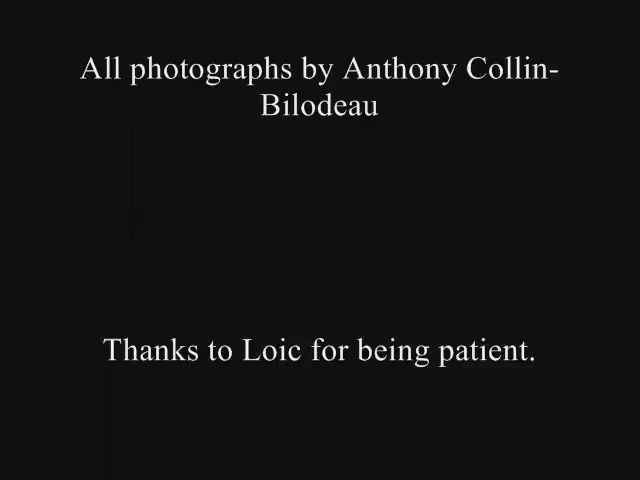 All photographs by Anthony Collin-
Bilodeau
Thanks to Loic for being patient.